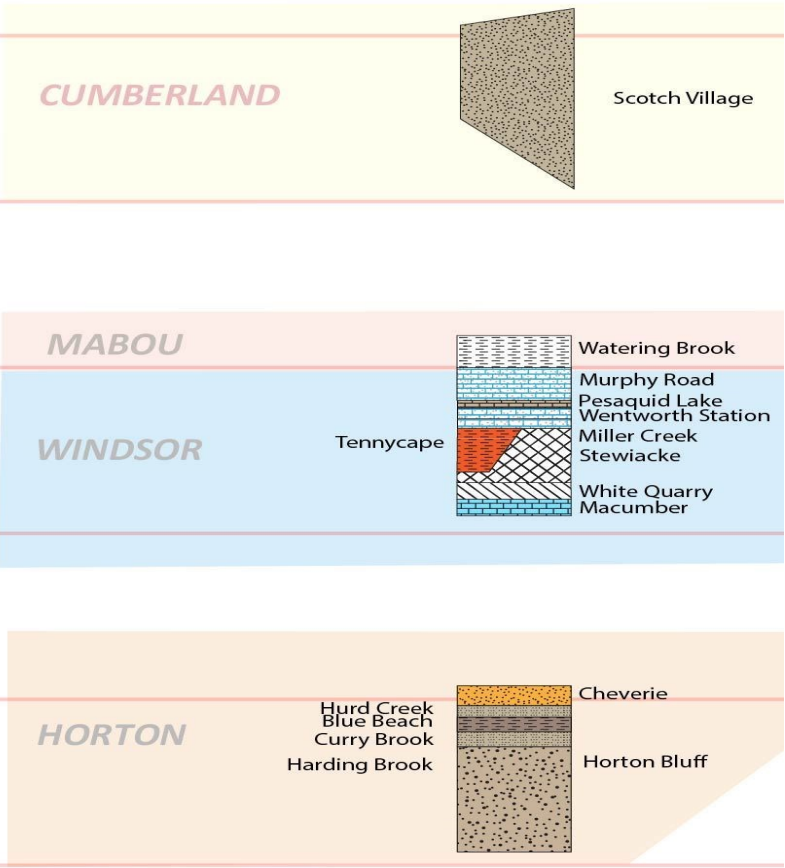 CUMBERLAND
Scotch Village
MABOU
Watering Brook
Murphy Road
Pesaquid Lake
Wentworth Station
WINDSOR
Tennycape
Miller Creek
Stewiacke
White Quarry
Macumber
Cheverie
Hurd Creek
Blue Beach
HORTON
Curry Brook
Harding Brook
Horton Bluff